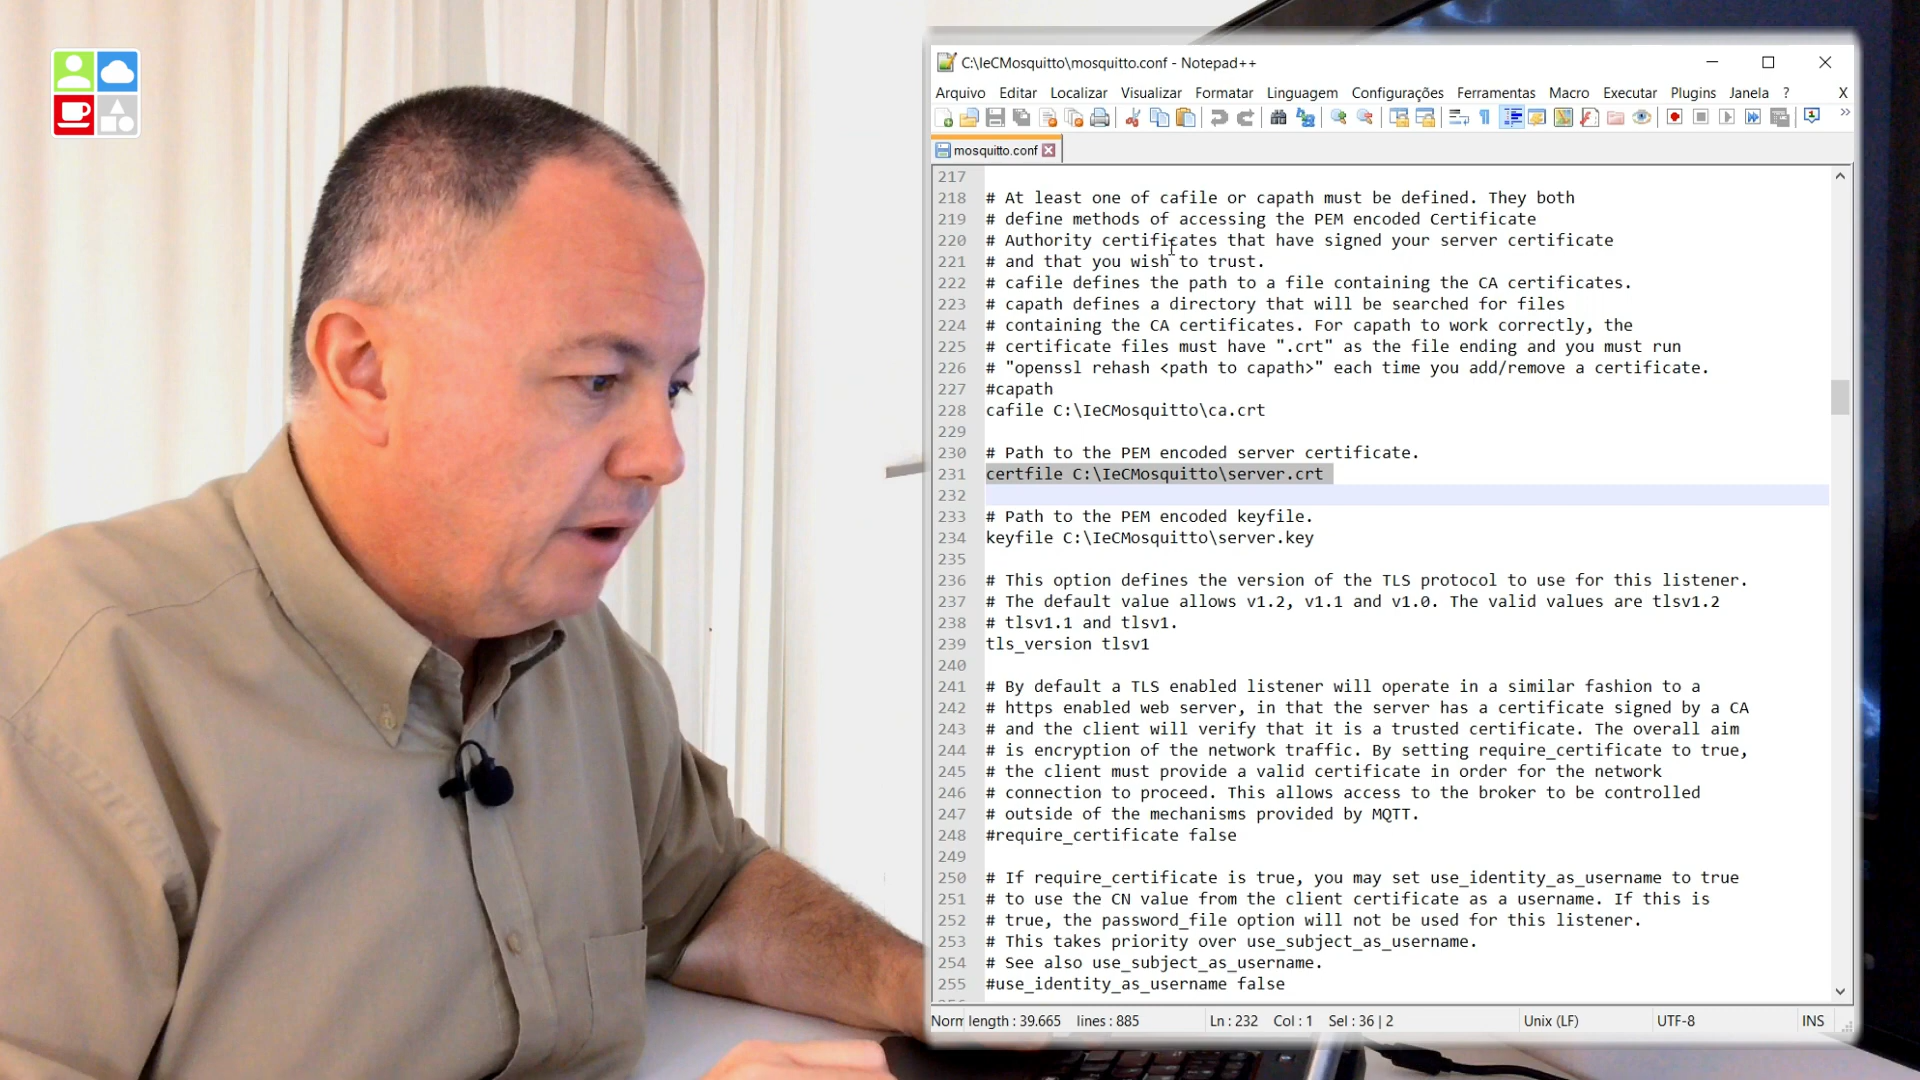 C:\IeCMosquitto\mosquitto.conf - Notepad++
Arquivo Editar Localizar Visualizar Formatar Linguagem Configurações Ferramentas Macro Executar Plugins Janela ? X
mosquitto.conf
217
218 # At least one of cafile or capath must be defined. They both
219 # define methods of accessing the PEM encoded Certificate
220 # Authority certificates that have signed your server certificate
221 # and that you wish to trust.
222 # cafile defines the path to a file containing the CA certificates.
223 # capath defines a directory that will be searched for files
224 # containing the CA certificates. For capath to work correctly, the
225 # certificate files must have ".crt" as the file ending and you must run
226 # "openssl rehash <path to capath>" each time you add/remove a certificate.
227 #capath
228 cafile C:\IeCMosquitto\ca.crt
229
230 # Path to the PEM encoded server certificate.
231 certfile C:\IeCMosquitto\server.crt
232
233 # Path to the PEM encoded keyfile.
234 keyfile C:\IeCMosquitto\server.key
235
236 # This option defines the version of the TLS protocol to use for this listener.
237 # The default value allows v1.2, v1.1 and v1.0. The valid values are tlsv1.2
238 # tlsv1.1 and tlsv1.
239 tls_version tlsv1
240
241 # By default a TLS enabled listener will operate in a similar fashion to a
242 # https enabled web server, in that the server has a certificate signed by a CA
243 # and the client will verify that it is a trusted certificate. The overall aim
244 # is encryption of the network traffic. By setting require_certificate to true,
245 # the client must provide a valid certificate in order for the network
246 # connection to proceed. This allows access to the broker to be controlled
247 # outside of the mechanisms provided by MQTT.
248 #require_certificate false
249
250 # If require_certificate is true, you may set use_identity_as_username to true
251 # to use the CN value from the client certificate as a username. If this is
252 # true, the password_file option will not be used for this listener.
253 # This takes priority over use_subject_as_username.
254 # See also use_subject_as_username.
255 #use_identity_as_username false
Norm length : 39.665 lines : 885 Ln : 232 Col : 1 Sel : 36 | 2 Unix (LF) UTF-8 INS